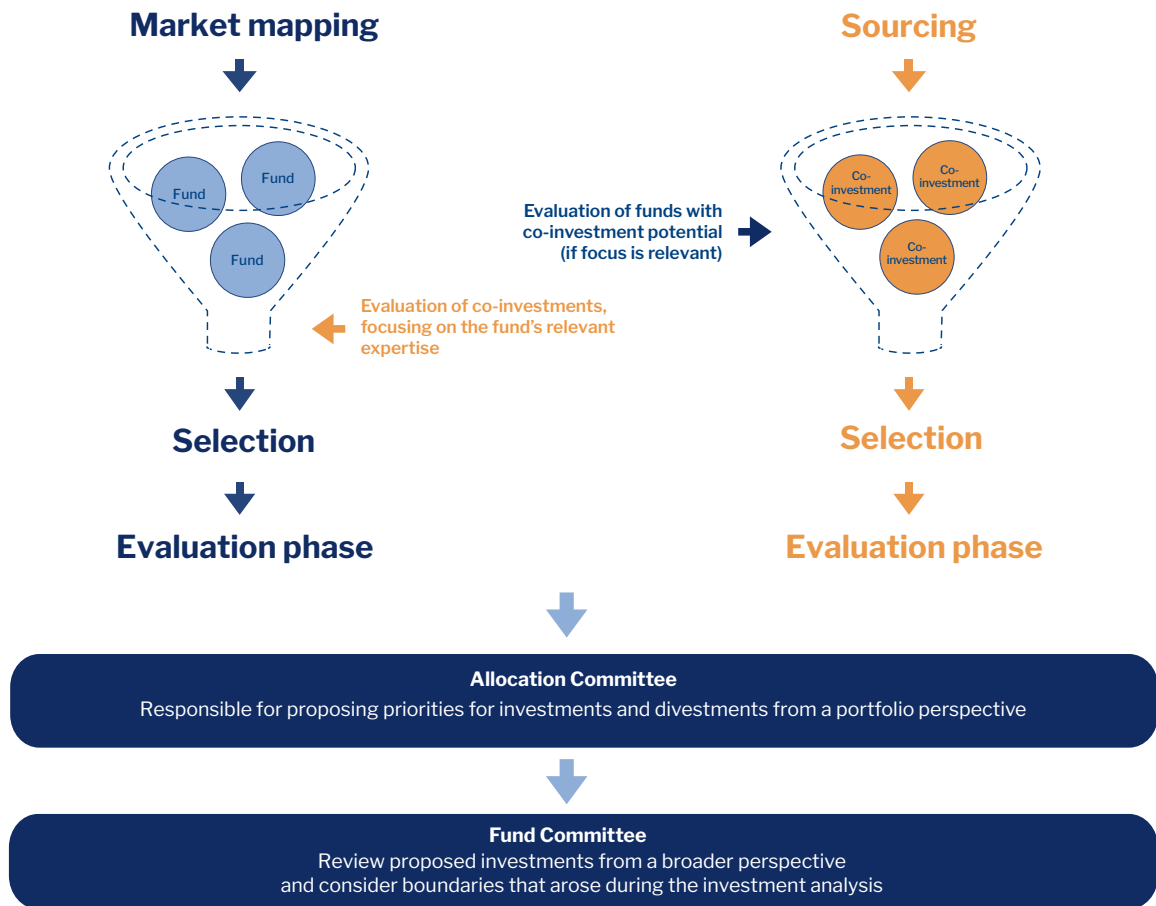 Market mapping
Fund
Fund
Fund
Evaluation of co-investments,
focusing on the fund's relevant
expertise
Selection
Evaluation phase
Sourcing
Co-
investment
Co-
investment
Co-
investment
Evaluation of funds with
co-investment potential
(if focus is relevant)
Selection
Evaluation phase
Allocation Committee
Responsible for proposing priorities for investments and divestments from a portfolio perspective
Fund Committee
Review proposed investments from a broader perspective
and consider boundaries that arose during the investment analysis